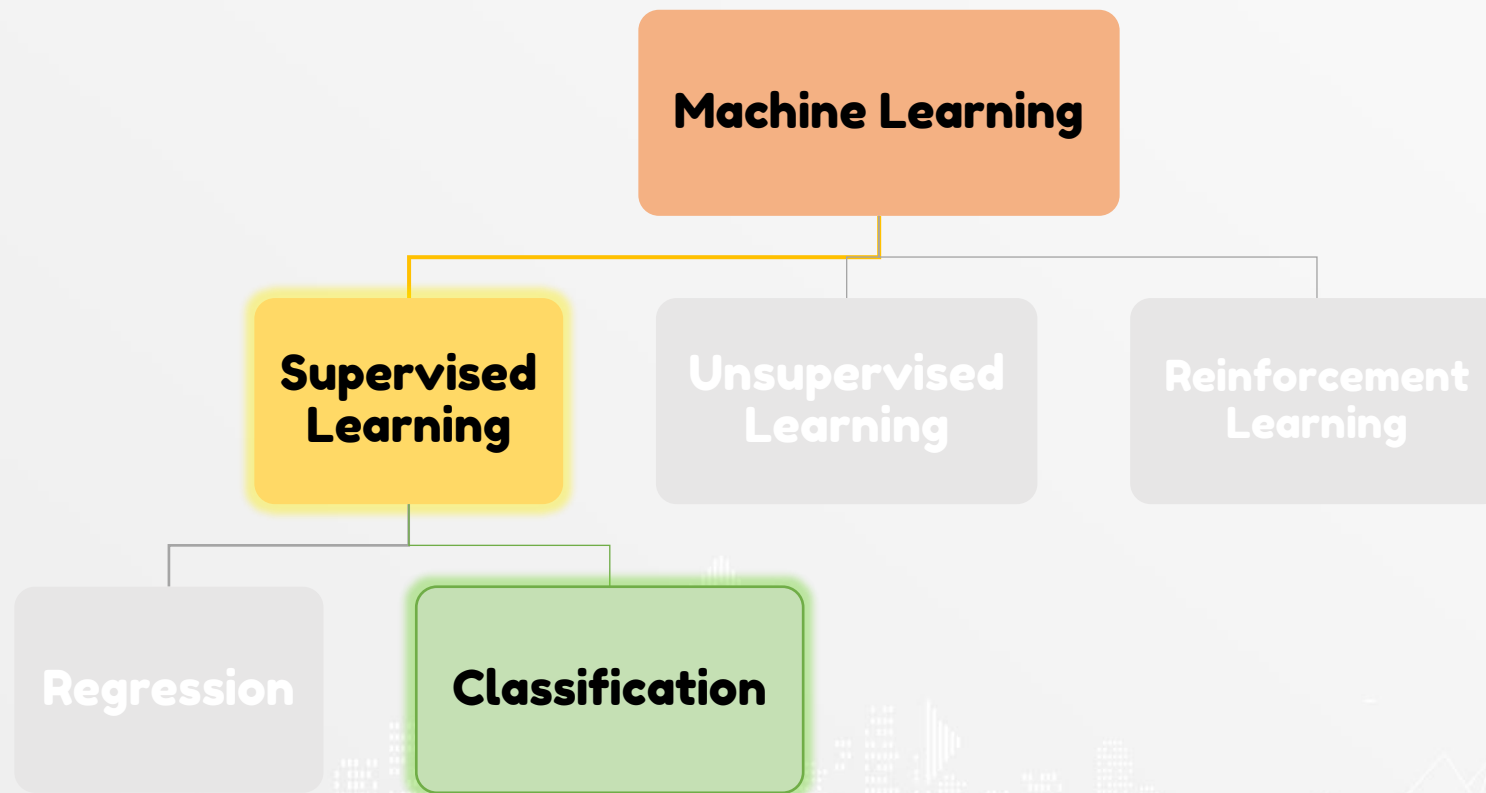 Machine Learning
Supervised
Learning
Unsupervised
Learning
Reinforcement
Learning
Regression
Classification